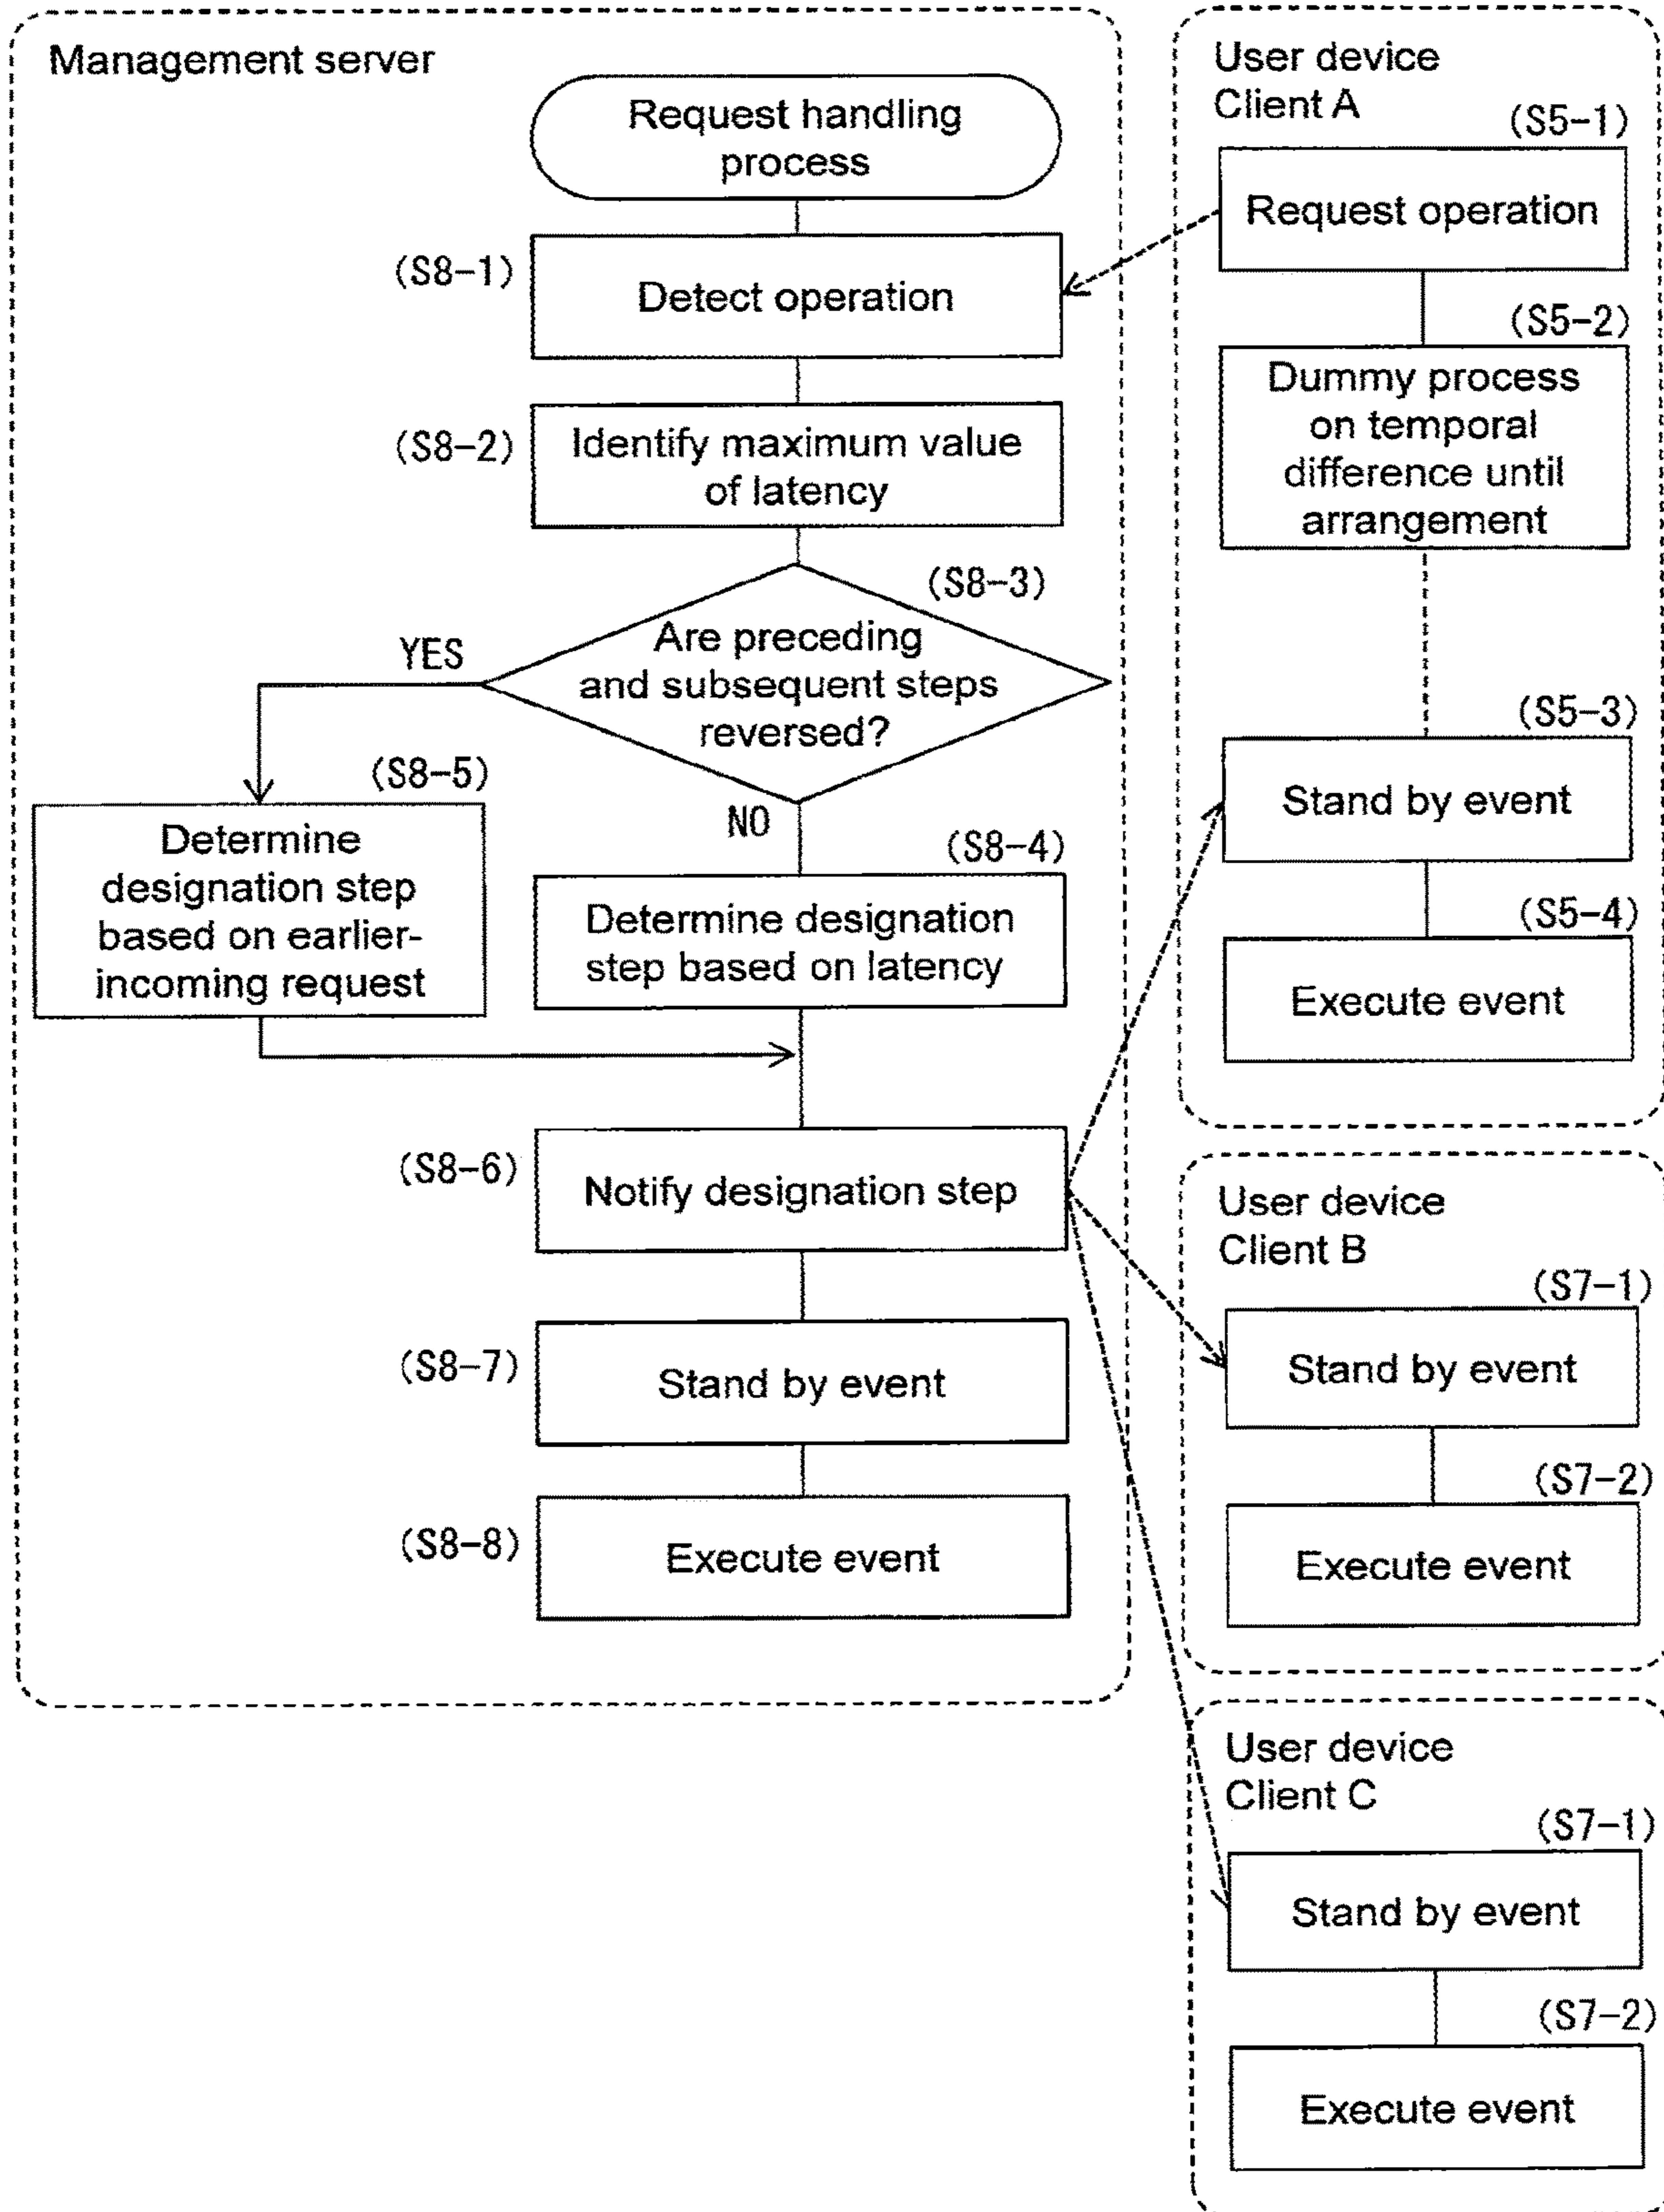 Management server
Request handling
process
(S8-1)
Detect operation
(S8-2)
Identify maximum value
of latency
(S8-3)
Are preceding
and subsequent steps
reversed?
YES
NO
(S8-5)
Determine
designation step
based on earlier-
incoming request
(S8-4)
Determine designation
step based on latency
(S8-6)
Notify designation step
(S8-7)
Stand by event
(S8-8)
Execute event
User device
Client A
(S5-1)
Request operation
(S5-2)
Dummy process
on temporal
difference until
arrangement
(S5-3)
Stand by event
(S5-4)
Execute event
User device
Client B
(S7-1)
Stand by event
(S7-2)
Execute event
User device
Client C
(S7-1)
Stand by event
(S7-2)
Execute event